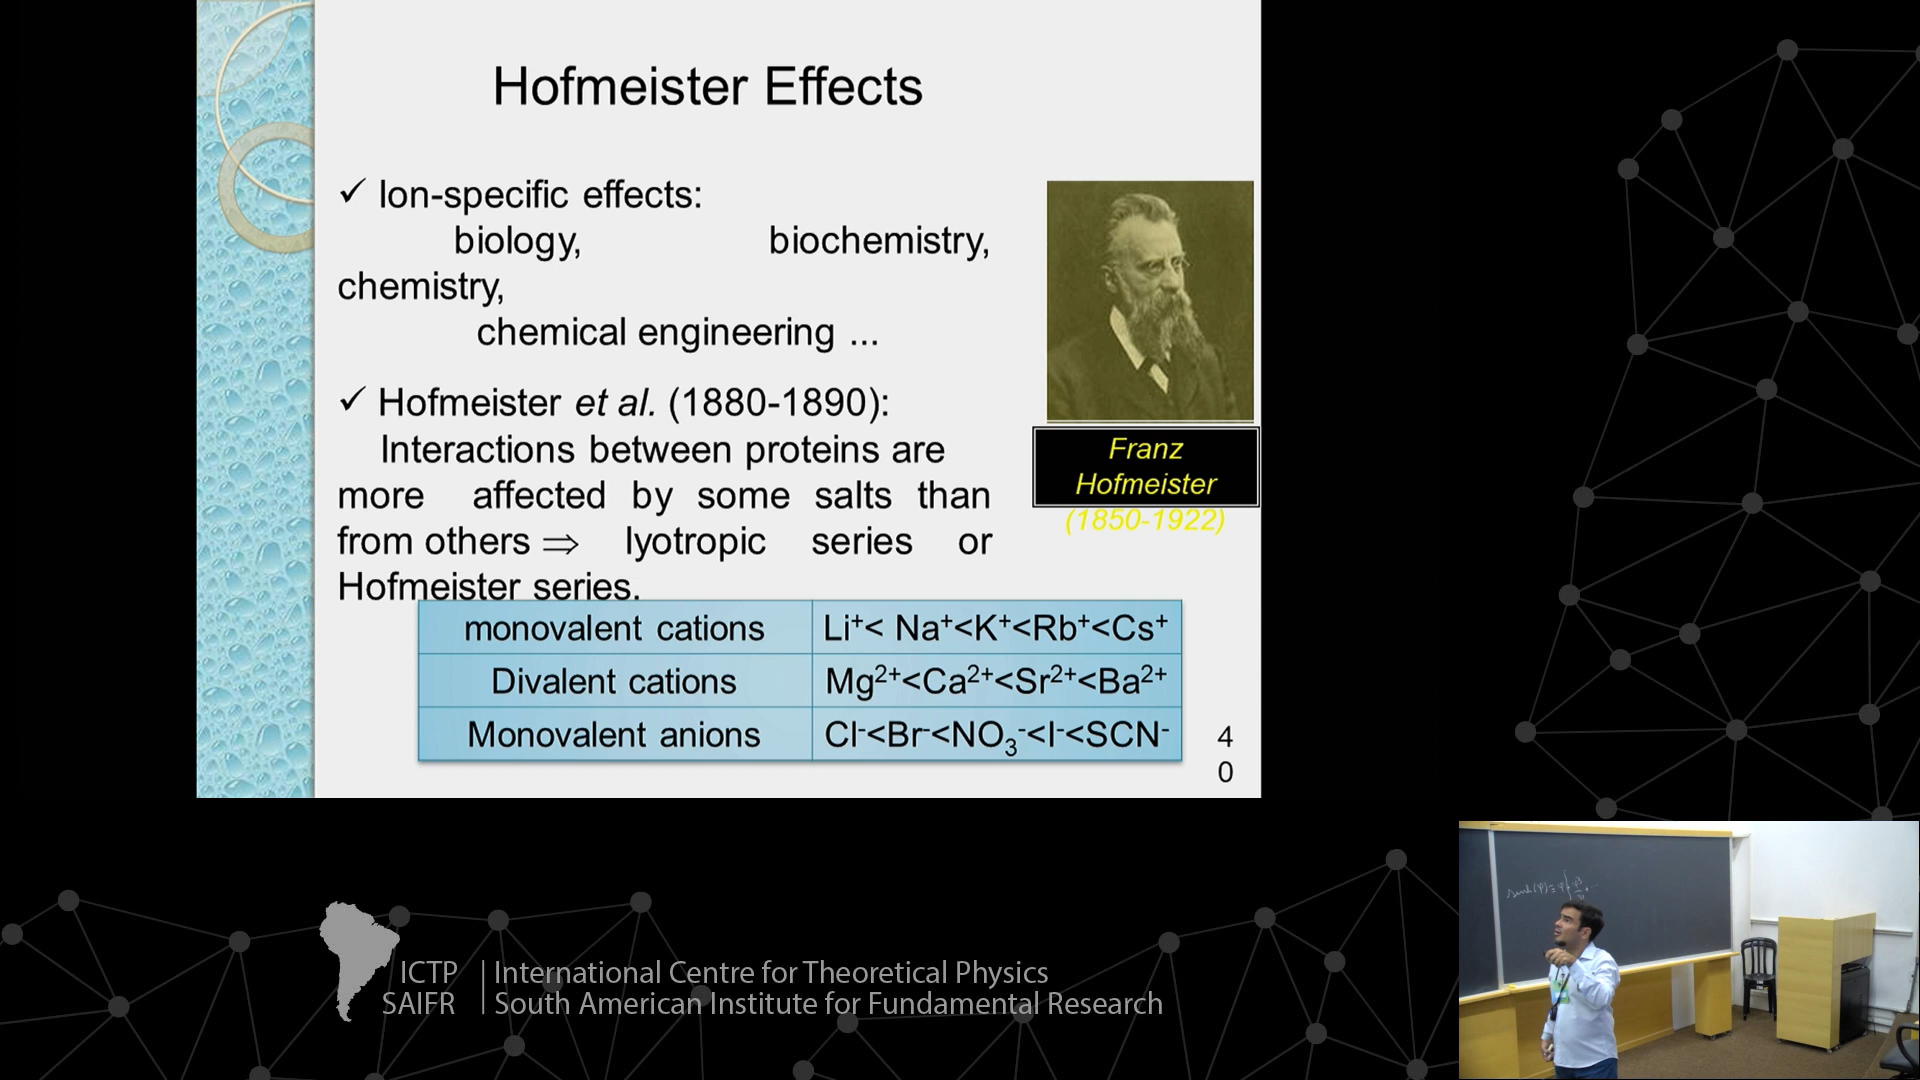 Hofmeister Effects
✓ Ion-specific effects:
biology, biochemistry,
chemistry,
chemical engineering ...
✓ Hofmeister et al. (1880-1890):
Interactions between proteins are
more affected by some salts than
from others ⇒ lyotropic series or
Hofmeister series.
Franz
Hofmeister
(1850-1922)
monovalent cations Li⁺< Na⁺<K⁺<Rb⁺<Cs⁺
Divalent cations Mg²⁺<Ca²⁺<Sr²⁺<Ba²⁺
Monovalent anions Cl⁻<Br⁻<NO₃⁻<I⁻<SCN⁻
4
0
ICTP | International Centre for Theoretical Physics
SAIFR | South American Institute for Fundamental Research